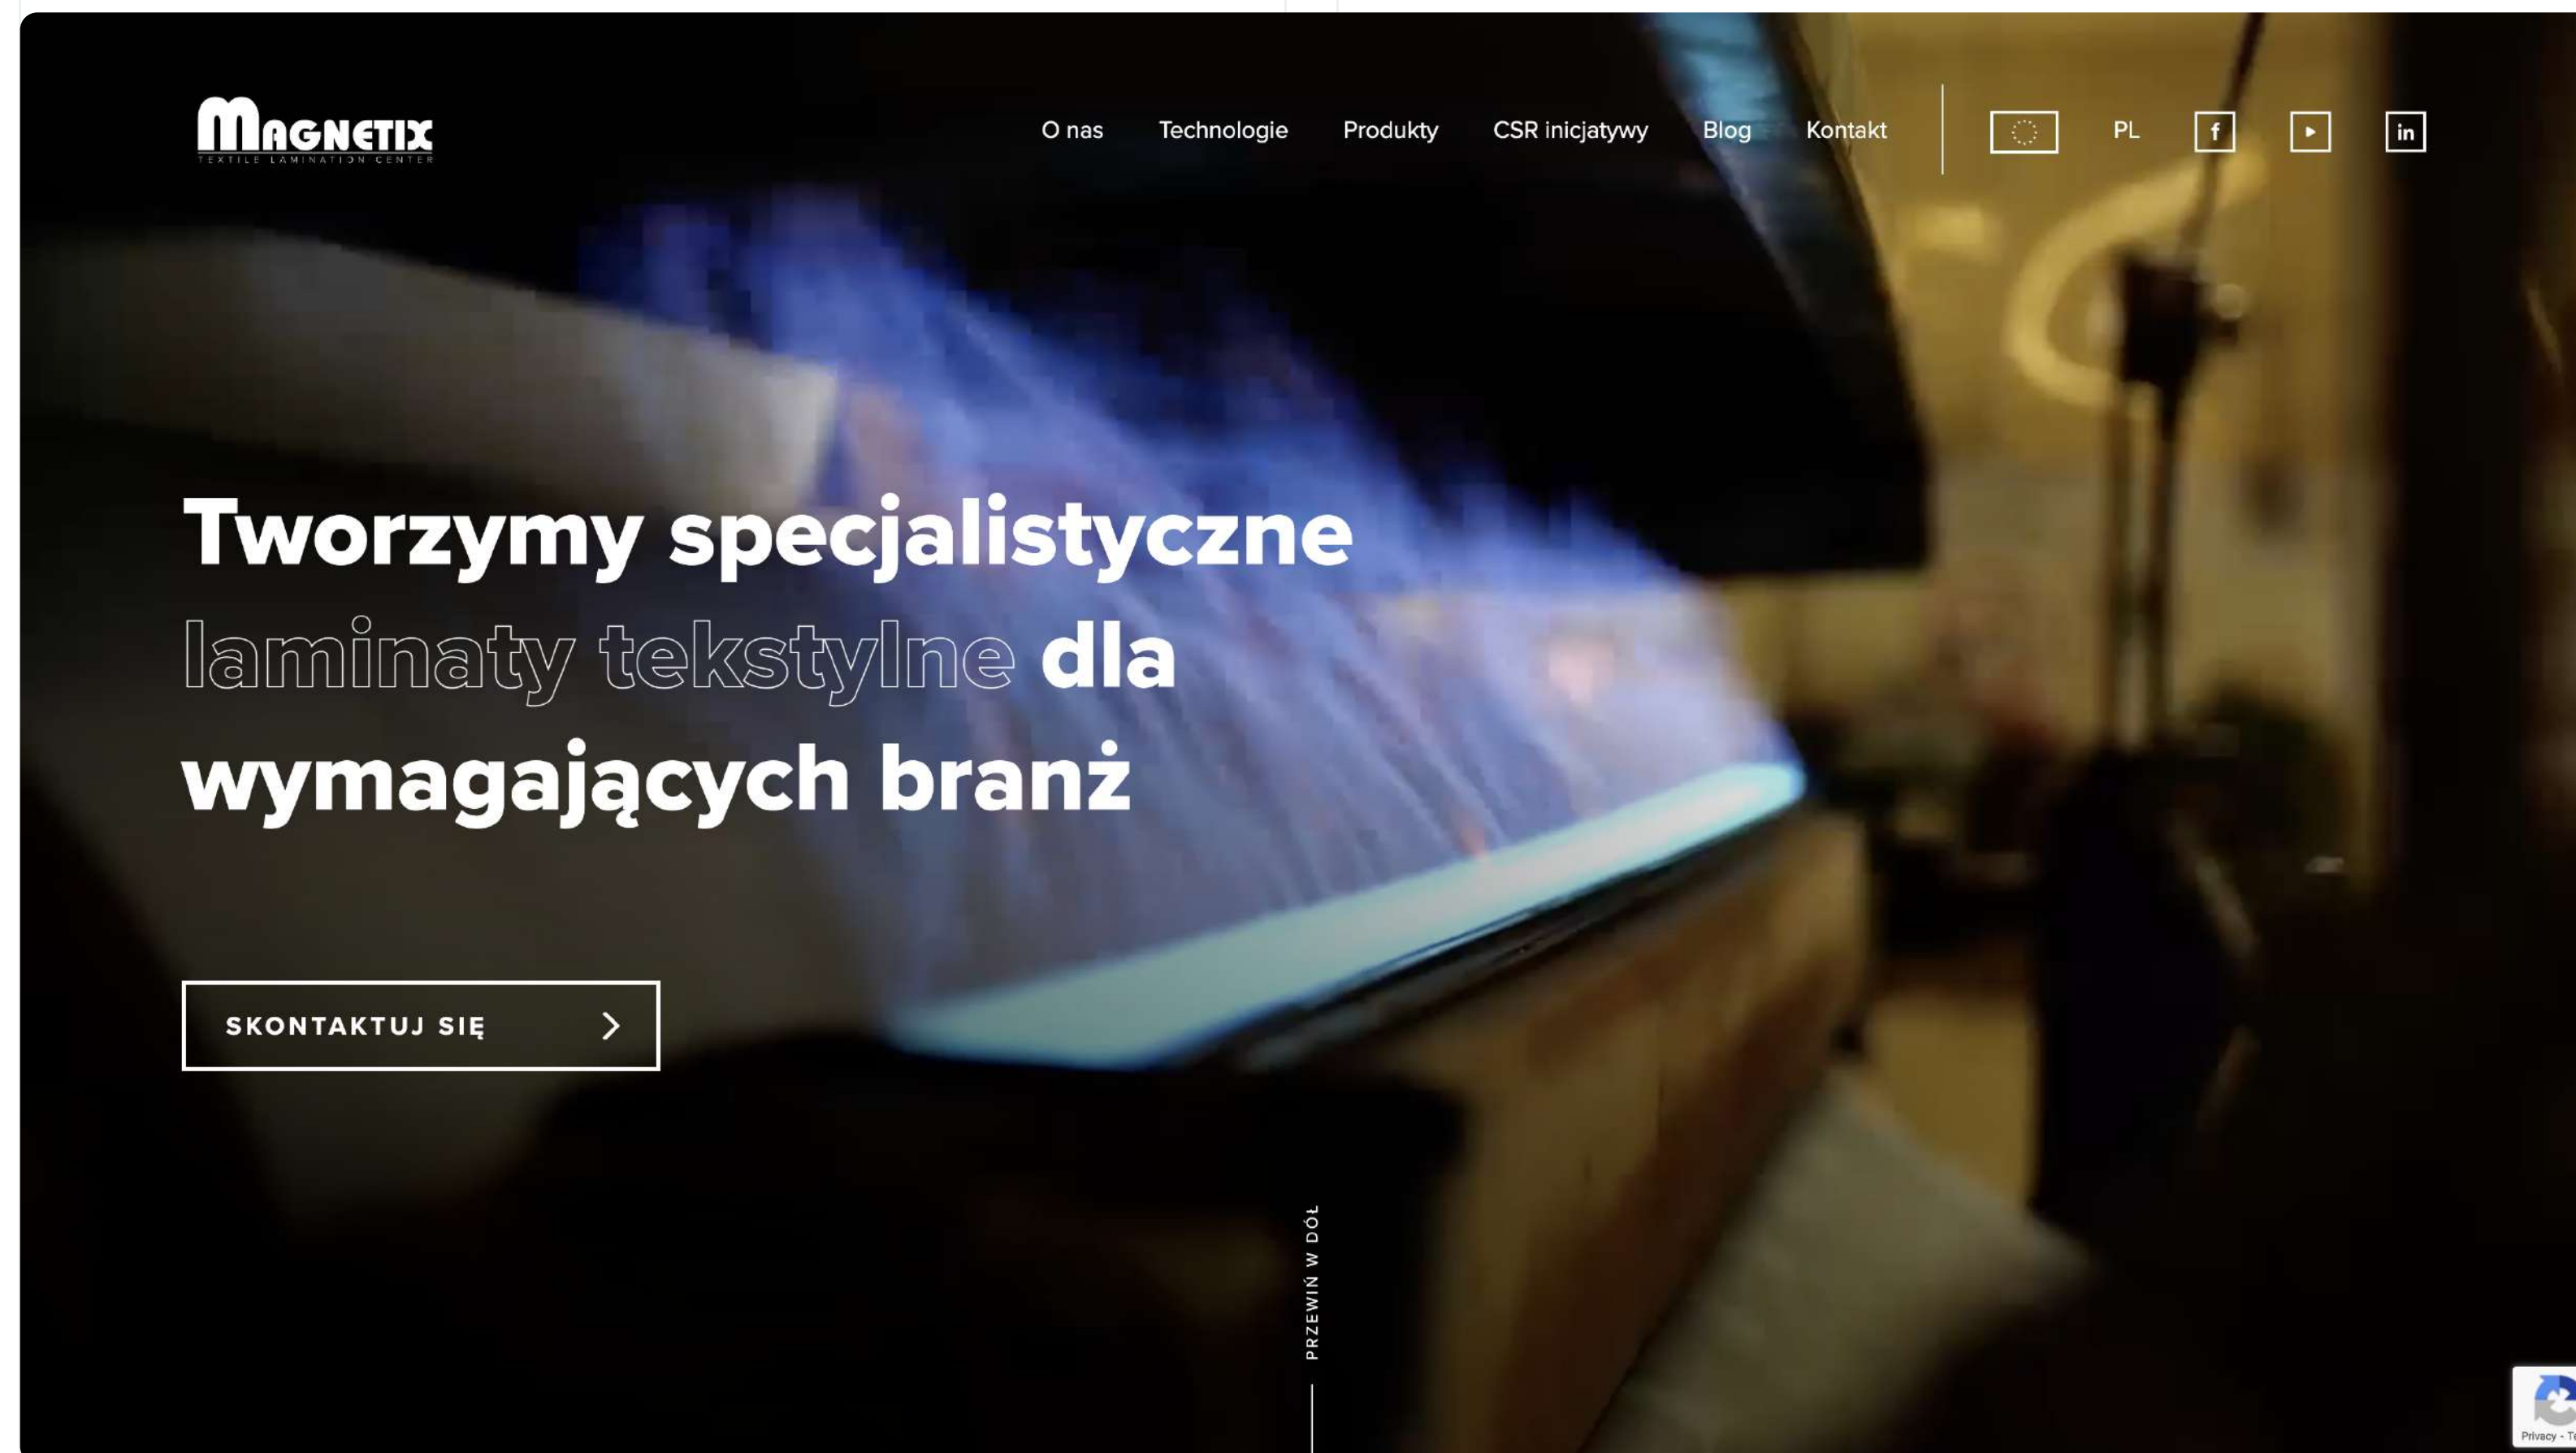 MAGNETIX
TEXTILE LAMINATION CENTER
O nas
Technologie
Produkty
CSR inicjatywy
Blog
Kontakt
PL
f
in
Tworzymy specjalistyczne
laminaty tekstylne dla
wymagających branż
SKONTAKTUJ SIĘ
PRZEWIŃ W DÓŁ
Privacy -